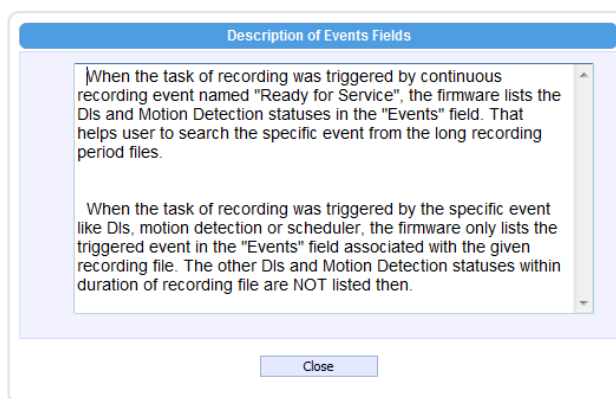 Description of Events Fields
When the task of recording was triggered by continuous
recording event named "Ready for Service", the firmware lists the
DIs and Motion Detection statuses in the "Events" field. That
helps user to search the specific event from the long recording
period files.
When the task of recording was triggered by the specific event
like DIs, motion detection or scheduler, the firmware only lists the
triggered event in the "Events" field associated with the given
recording file. The other DIs and Motion Detection statuses within
duration of recording file are NOT listed then.
Close